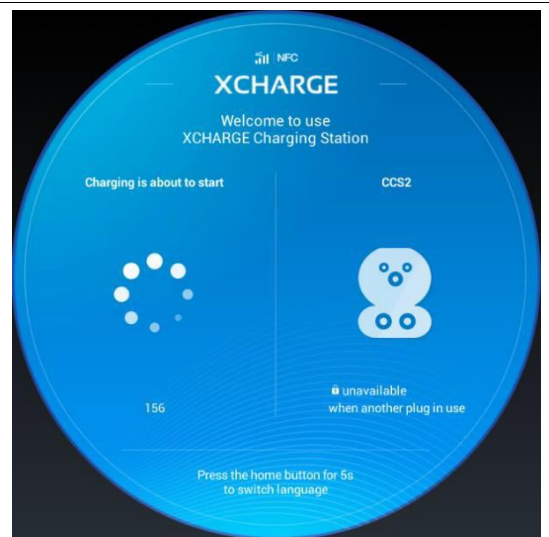 4G NFC
XCHARGE
Welcome to use
XCHARGE Charging Station
Charging is about to start
156
CCS2
unavailable
when another plug in use
Press the home button for 5s
to switch language